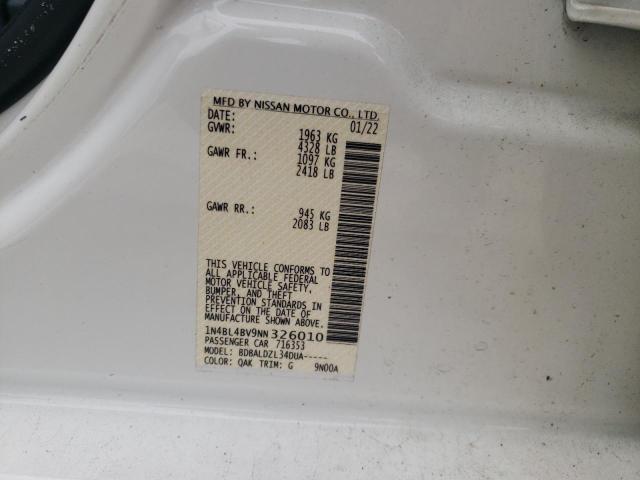 MFD BY NISSAN MOTOR CO., LTD.
DATE: 01/22
GVWR: 1963 KG
4328 LB
GAWR FR.: 1097 KG
2418 LB
GAWR RR.: 945 KG
2083 LB
THIS VEHICLE CONFORMS TO
ALL APPLICABLE FEDERAL
MOTOR VEHICLE SAFETY,
BUMPER, AND THEFT
PREVENTION STANDARDS IN
EFFECT ON THE DATE OF
MANUFACTURE SHOWN ABOVE.
1N4BL4BV9NN326010
PASSENGER CAR 716353
MODEL: BDBALDZL34DUA-----
COLOR: QAK TRIM: G 9N00A